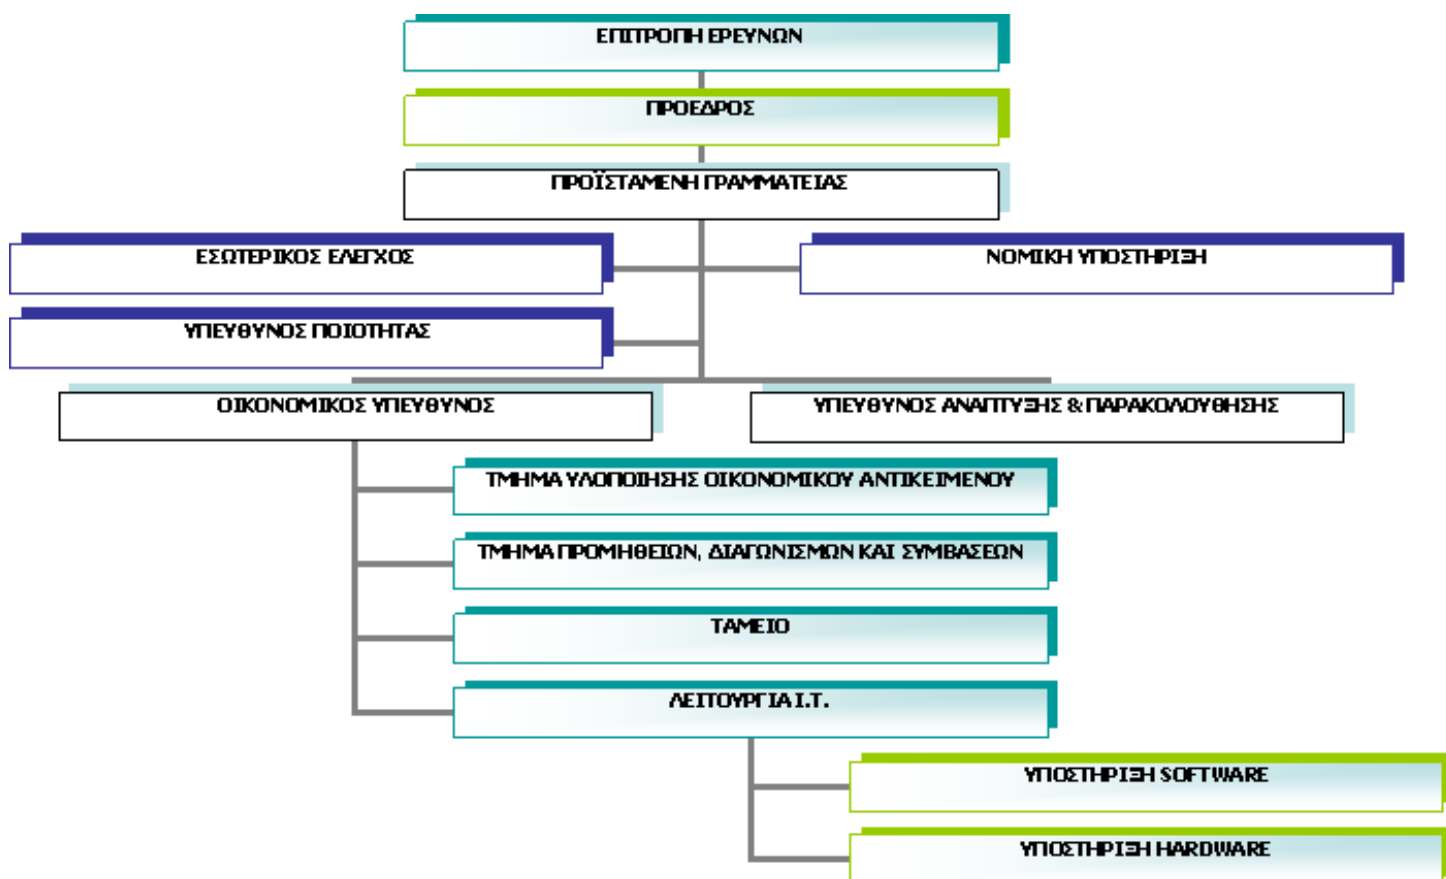 ΕΠΙΤΡΟΠΗ ΕΡΕΥΝΩΝ
ΠΡΟΕΔΡΟΣ
ΠΡΟΪΣΤΑΜΕΝΗ ΓΡΑΜΜΑΤΕΙΑΣ
ΕΣΩΤΕΡΙΚΟΣ ΕΛΕΓΧΟΣ
ΝΟΜΙΚΗ ΥΠΟΣΤΗΡΙΞΗ
ΥΠΕΥΘΥΝΟΣ ΠΟΙΟΤΗΤΑΣ
ΟΙΚΟΝΟΜΙΚΟΣ ΥΠΕΥΘΥΝΟΣ
ΥΠΕΥΘΥΝΟΣ ΑΝΑΠΤΥΞΗΣ & ΠΑΡΑΚΟΛΟΥΘΗΣΗΣ
ΤΜΗΜΑ ΥΛΟΠΟΙΗΣΗΣ ΟΙΚΟΝΟΜΙΚΟΥ ΑΝΤΙΚΕΙΜΕΝΟΥ
ΤΜΗΜΑ ΠΡΟΜΗΘΕΙΩΝ, ΔΙΑΓΩΝΙΣΜΩΝ ΚΑΙ ΣΥΜΒΑΣΕΩΝ
ΤΑΜΕΙΟ
ΛΕΙΤΟΥΡΓΙΑ Ι.Τ.
ΥΠΟΣΤΗΡΙΞΗ SOFTWARE
ΥΠΟΣΤΗΡΙΞΗ HARDWARE